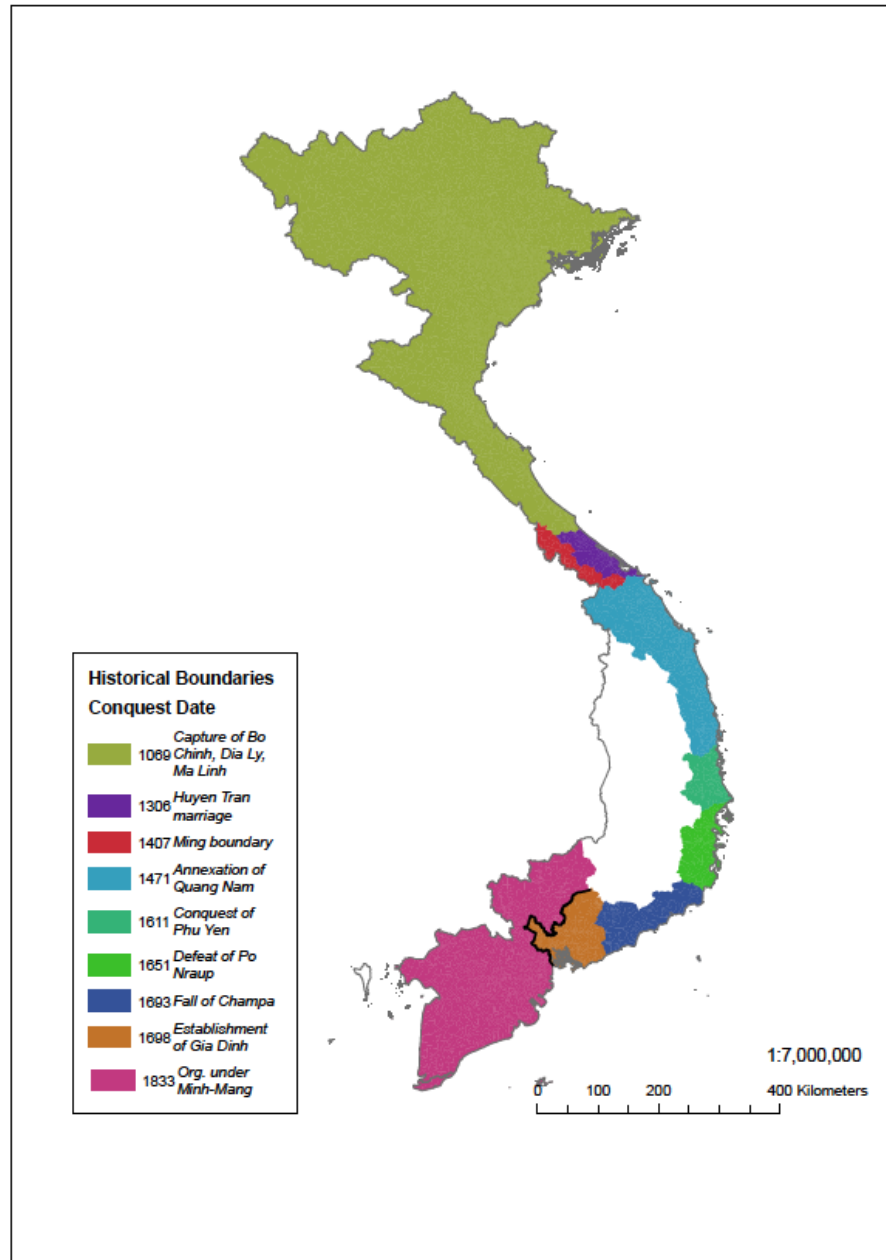 Historical Boundaries
Conquest Date
1069 Capture of Bo
Chinh, Dia Ly,
Ma Linh
1306 Huyen Tran
marriage
1407 Ming boundary
1471 Annexation of
Quang Nam
1611 Conquest of
Phu Yen
1651 Defeat of Po
Nraup
1693 Fall of Champa
1698 Establishment
of Gia Dinh
1833 Org. under
Minh-Mang
1:7,000,000
0 100 200 400 Kilometers